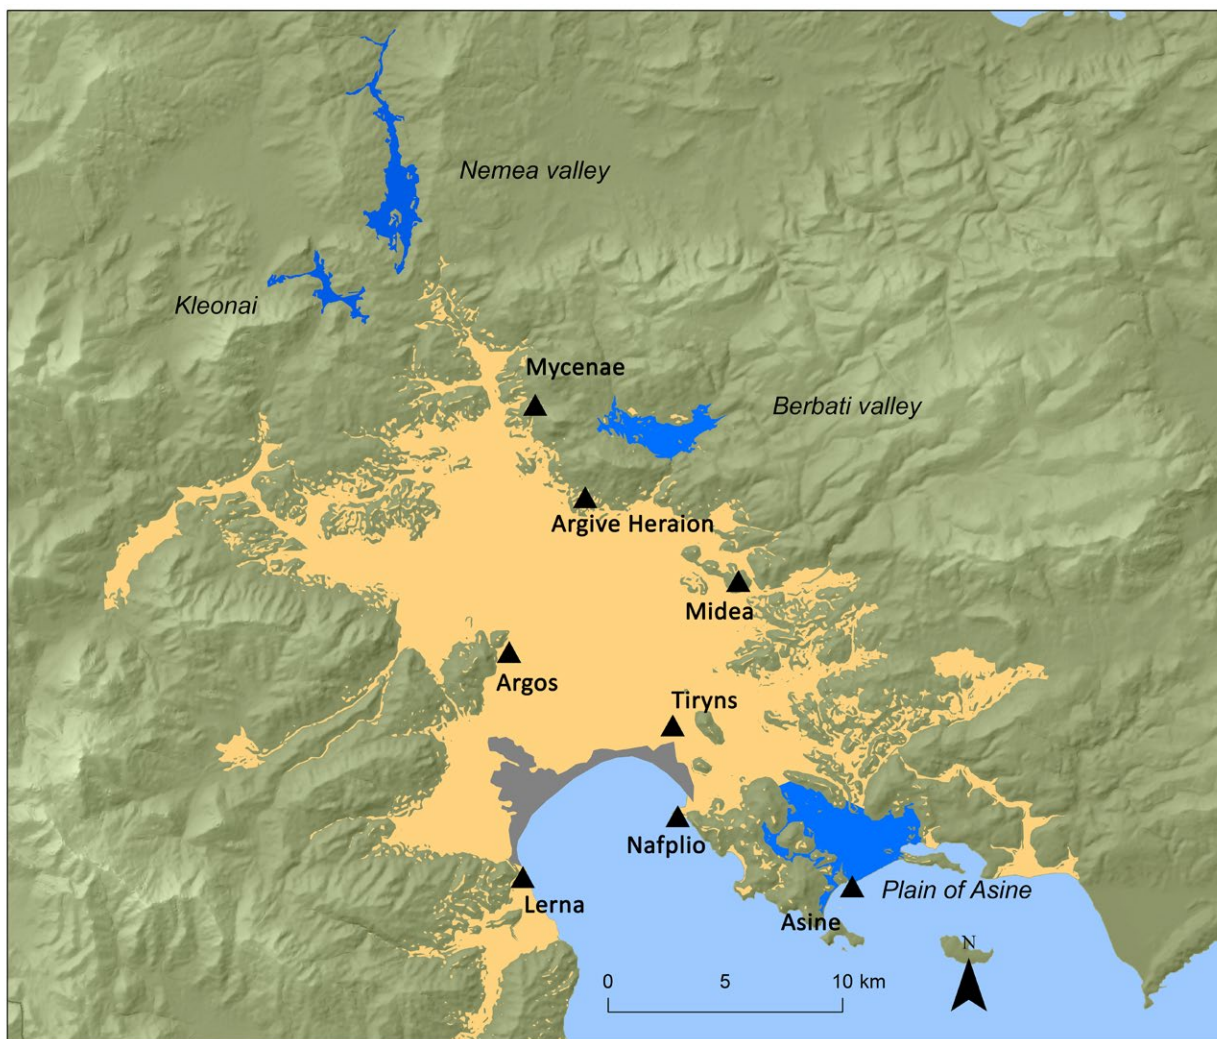 Nemea valley
Kleonai
Mycenae
Berbati valley
Argive Heraion
Midea
Argos
Tiryns
Nafplio
Plain of Asine
Lerna
Asine
N
0 5 10 km